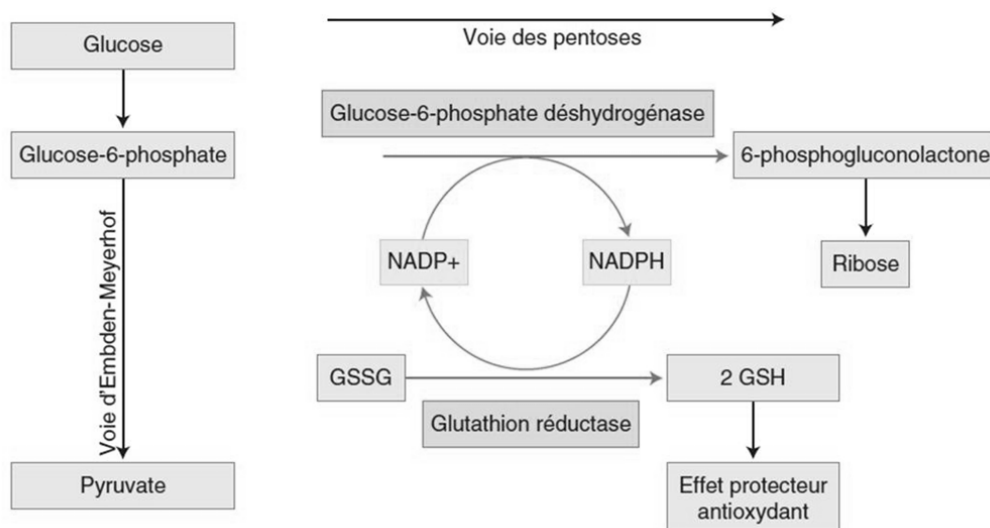 Glucose
Voie des pentoses
Glucose-6-phosphate déshydrogénase
Glucose-6-phosphate
6-phosphogluconolactone
Voie d'Embden-Meyerhof
NADP+
NADPH
Ribose
GSSG
2 GSH
Glutathion réductase
Pyruvate
Effet protecteur
antioxydant